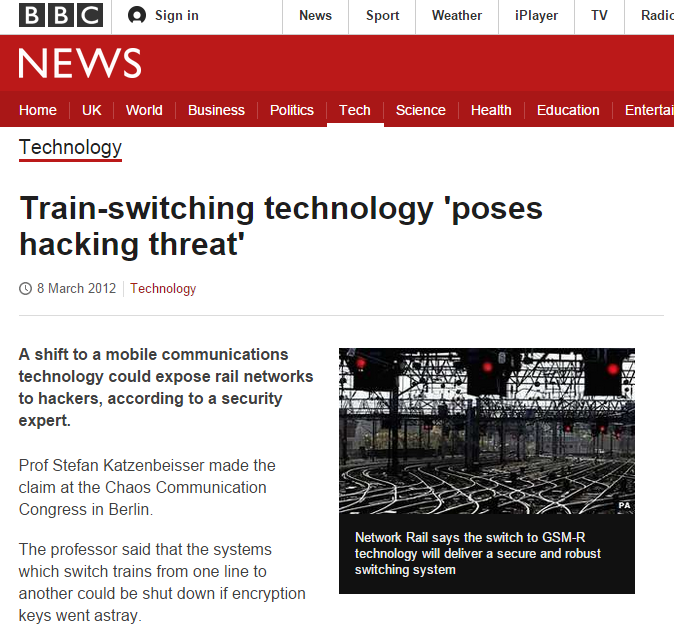 BBC Sign in News Sport Weather iPlayer TV Radio
NEWS
Home UK World Business Politics Tech Science Health Education Entertai
Technology
Train-switching technology 'poses
hacking threat'
8 March 2012 Technology
A shift to a mobile communications
technology could expose rail networks
to hackers, according to a security
expert.
Prof Stefan Katzenbeisser made the
claim at the Chaos Communication
Congress in Berlin.
The professor said that the systems
which switch trains from one line to
another could be shut down if encryption
keys went astray.
PA
Network Rail says the switch to GSM-R
technology will deliver a secure and robust
switching system